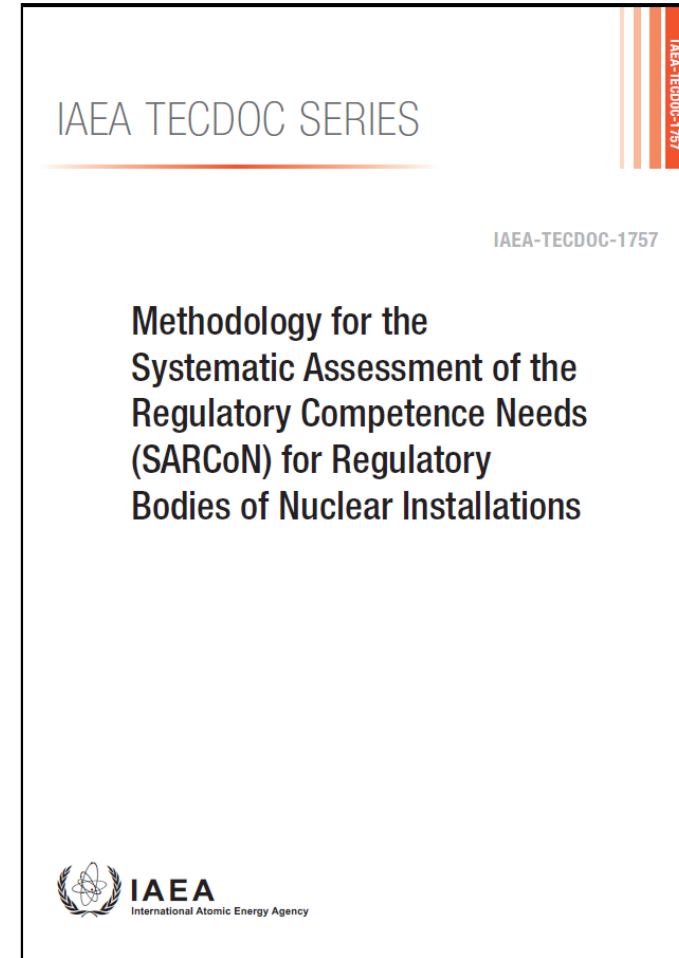 IAEA-TECDOC-1757
IAEA TECDOC SERIES
IAEA-TECDOC-1757
Methodology for the
Systematic Assessment of the
Regulatory Competence Needs
(SARCoN) for Regulatory
Bodies of Nuclear Installations
IAEA
International Atomic Energy Agency